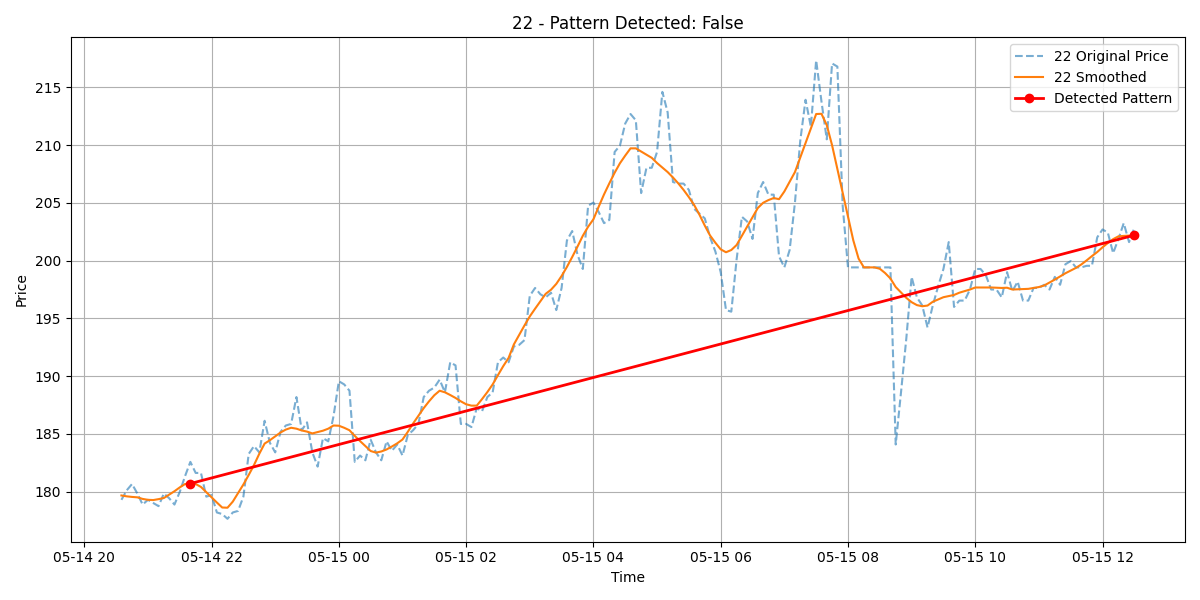 22 - Pattern Detected: False
22 Original Price
22 Smoothed
Detected Pattern
Price
215
210
205
200
195
190
185
180
05-14 20
05-14 22
05-15 00
05-15 02
05-15 04
05-15 06
05-15 08
05-15 10
05-15 12
Time